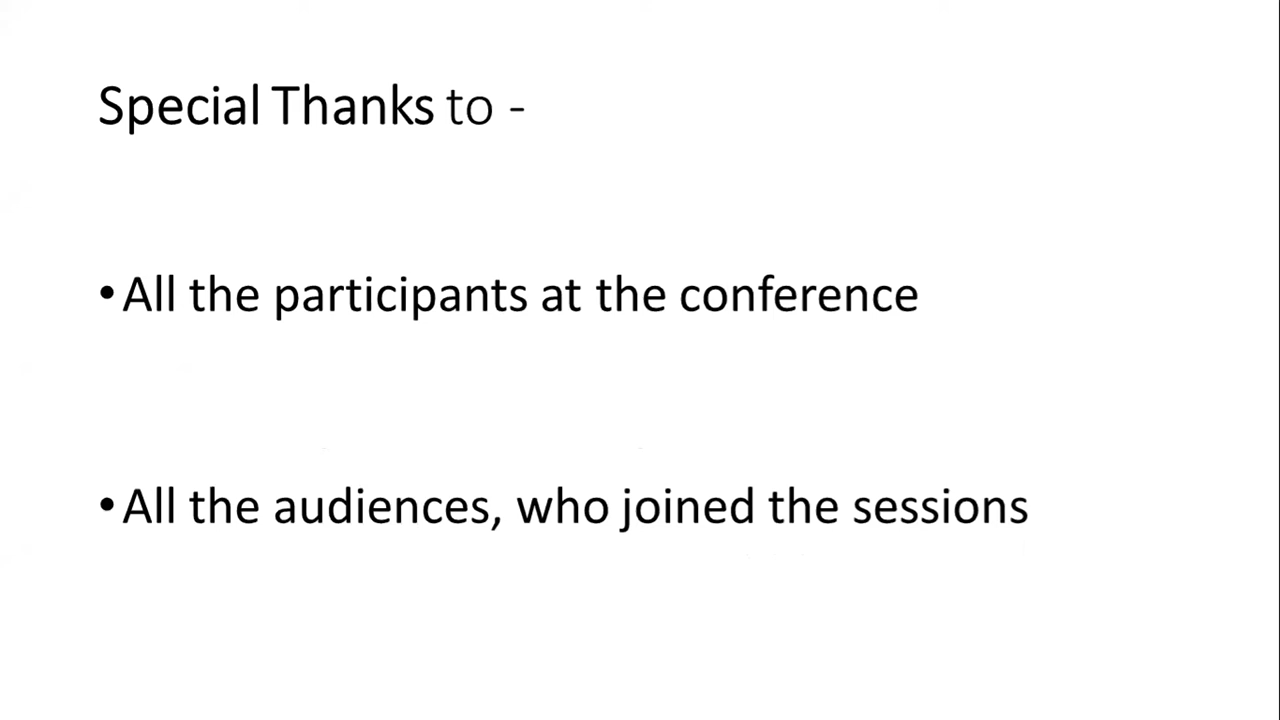 Special Thanks to -
•All the participants at the conference
•All the audiences, who joined the sessions